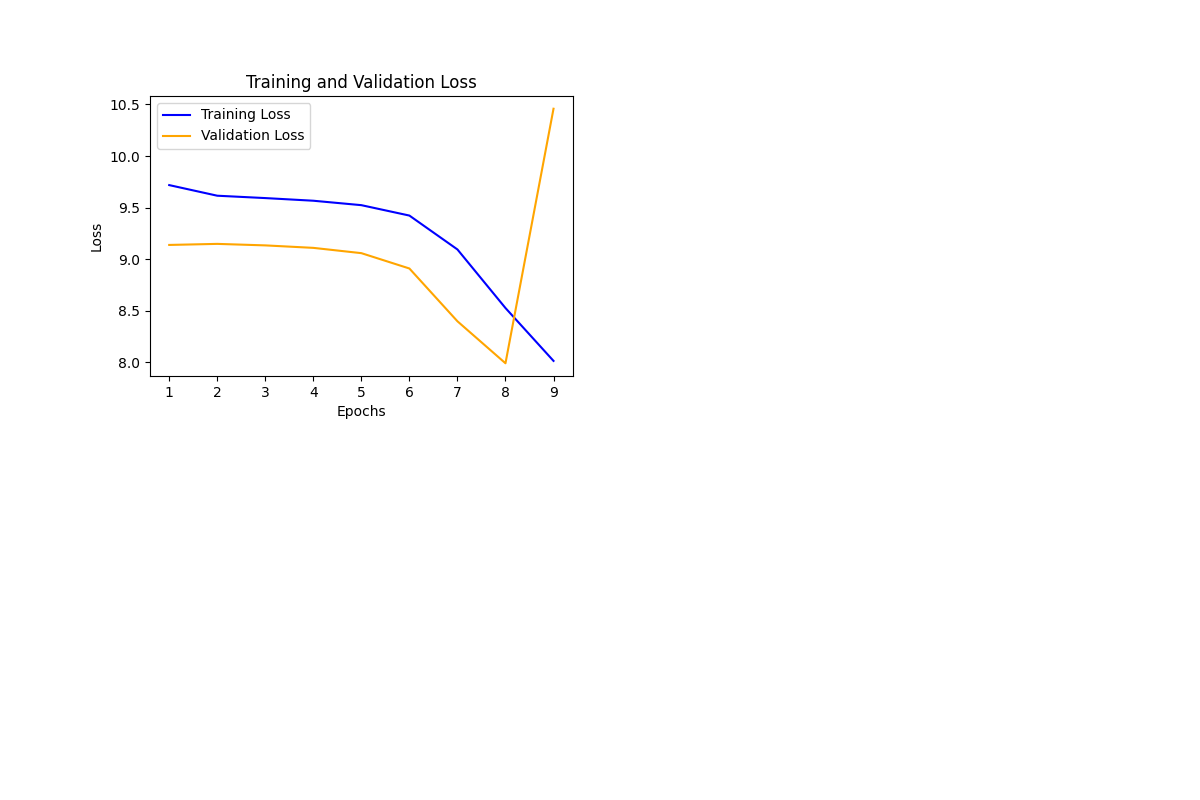 Training and Validation Loss
Training Loss
Validation Loss
10.5
10.0
9.5
9.0
8.5
8.0
Loss
1 2 3 4 5 6 7 8 9
Epochs